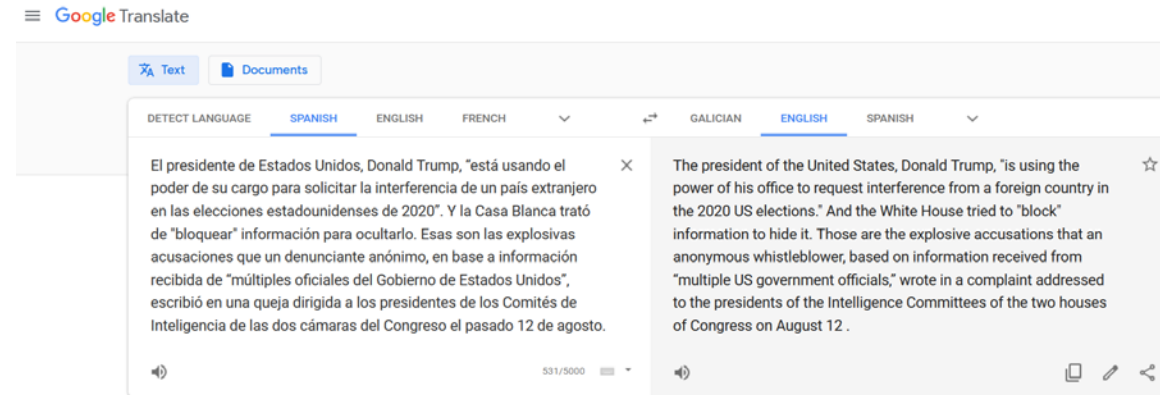 Google Translate
Text
Documents
DETECT LANGUAGE SPANISH ENGLISH FRENCH GALICIAN ENGLISH SPANISH
El presidente de Estados Unidos, Donald Trump, “está usando el
poder de su cargo para solicitar la interferencia de un país extranjero
en las elecciones estadounidenses de 2020”. Y la Casa Blanca trató
de "bloquear" información para ocultarlo. Esas son las explosivas
acusaciones que un denunciante anónimo, en base a información
recibida de “múltiples oficiales del Gobierno de Estados Unidos”,
escribió en una queja dirigida a los presidentes de los Comités de
Inteligencia de las dos cámaras del Congreso el pasado 12 de agosto.
531/5000
The president of the United States, Donald Trump, "is using the
power of his office to request interference from a foreign country in
the 2020 US elections." And the White House tried to "block"
information to hide it. Those are the explosive accusations that an
anonymous whistleblower, based on information received from
“multiple US government officials,” wrote in a complaint addressed
to the presidents of the Intelligence Committees of the two houses
of Congress on August 12 .